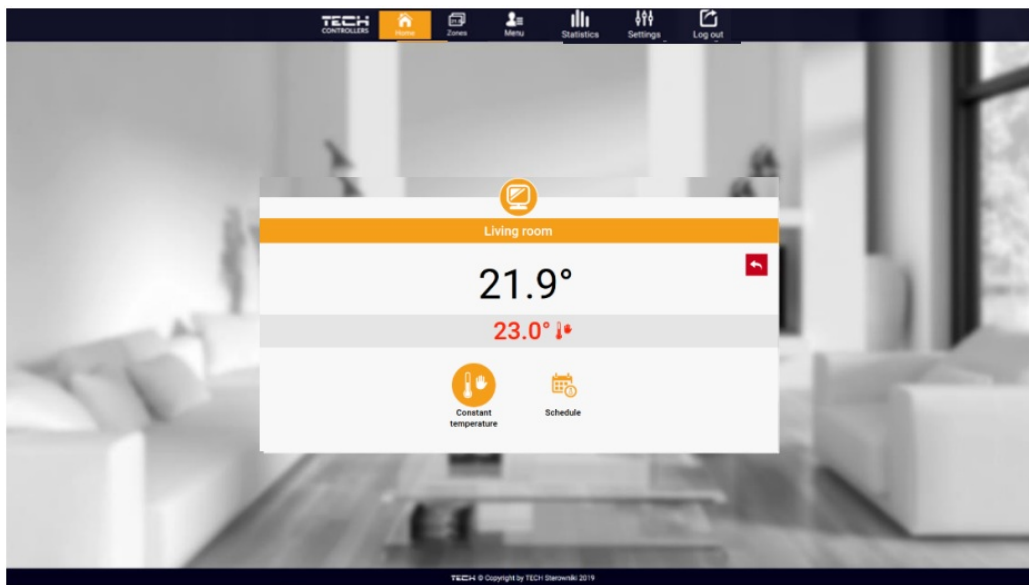 TECH
CONTROLLERS
Home
Zones
Menu
Statistics
Settings
Log out
Living room
21.9°
23.0°
Constant
temperature
Schedule
TECH © Copyright by TECH Sterowniki 2019